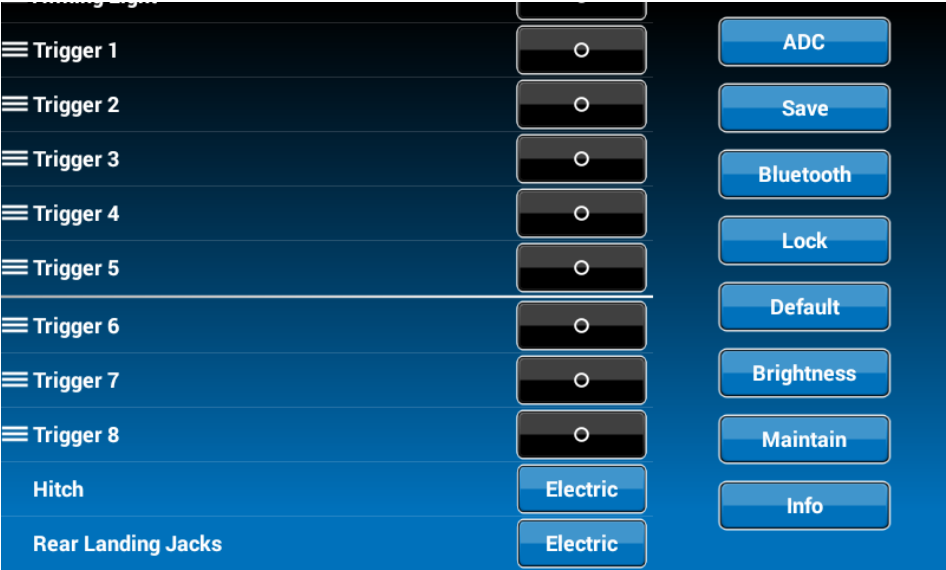 Trigger 1
Trigger 2
Trigger 3
Trigger 4
Trigger 5
Trigger 6
Trigger 7
Trigger 8
Hitch
Electric
Rear Landing Jacks
Electric
ADC
Save
Bluetooth
Lock
Default
Brightness
Maintain
Info